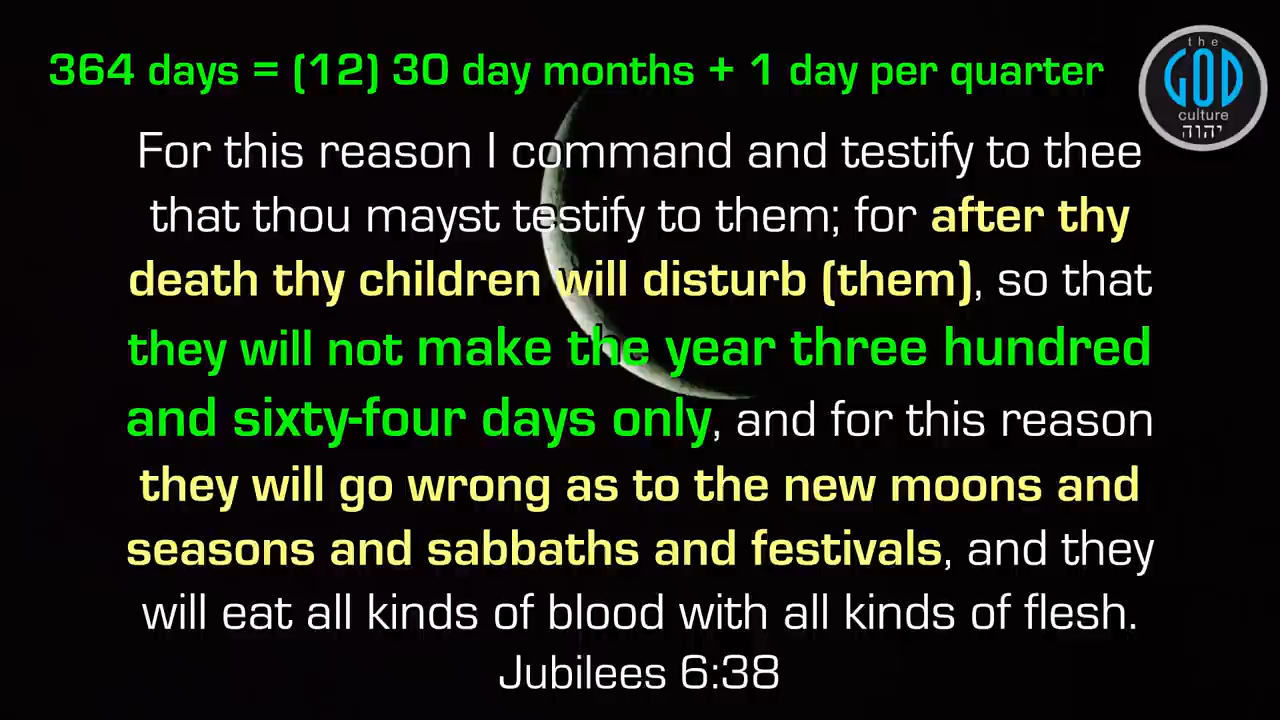 364 days = (12) 30 day months + 1 day per quarter
the
GOD
culture
יהוה
For this reason I command and testify to thee
that thou mayst testify to them; for after thy
death thy children will disturb (them), so that
they will not make the year three hundred
and sixty-four days only, and for this reason
they will go wrong as to the new moons and
seasons and sabbaths and festivals, and they
will eat all kinds of blood with all kinds of flesh.
Jubilees 6:38